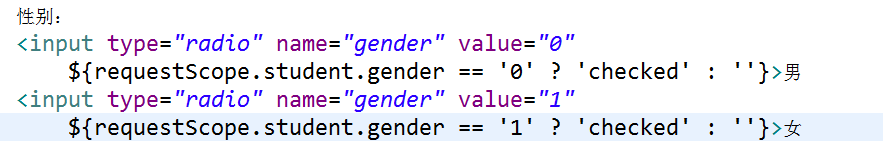 性别：
<input type="radio" name="gender" value="0"
${requestScope.student.gender == '0' ? 'checked' : ''}>男
<input type="radio" name="gender" value="1"
${requestScope.student.gender == '1' ? 'checked' : ''}>女